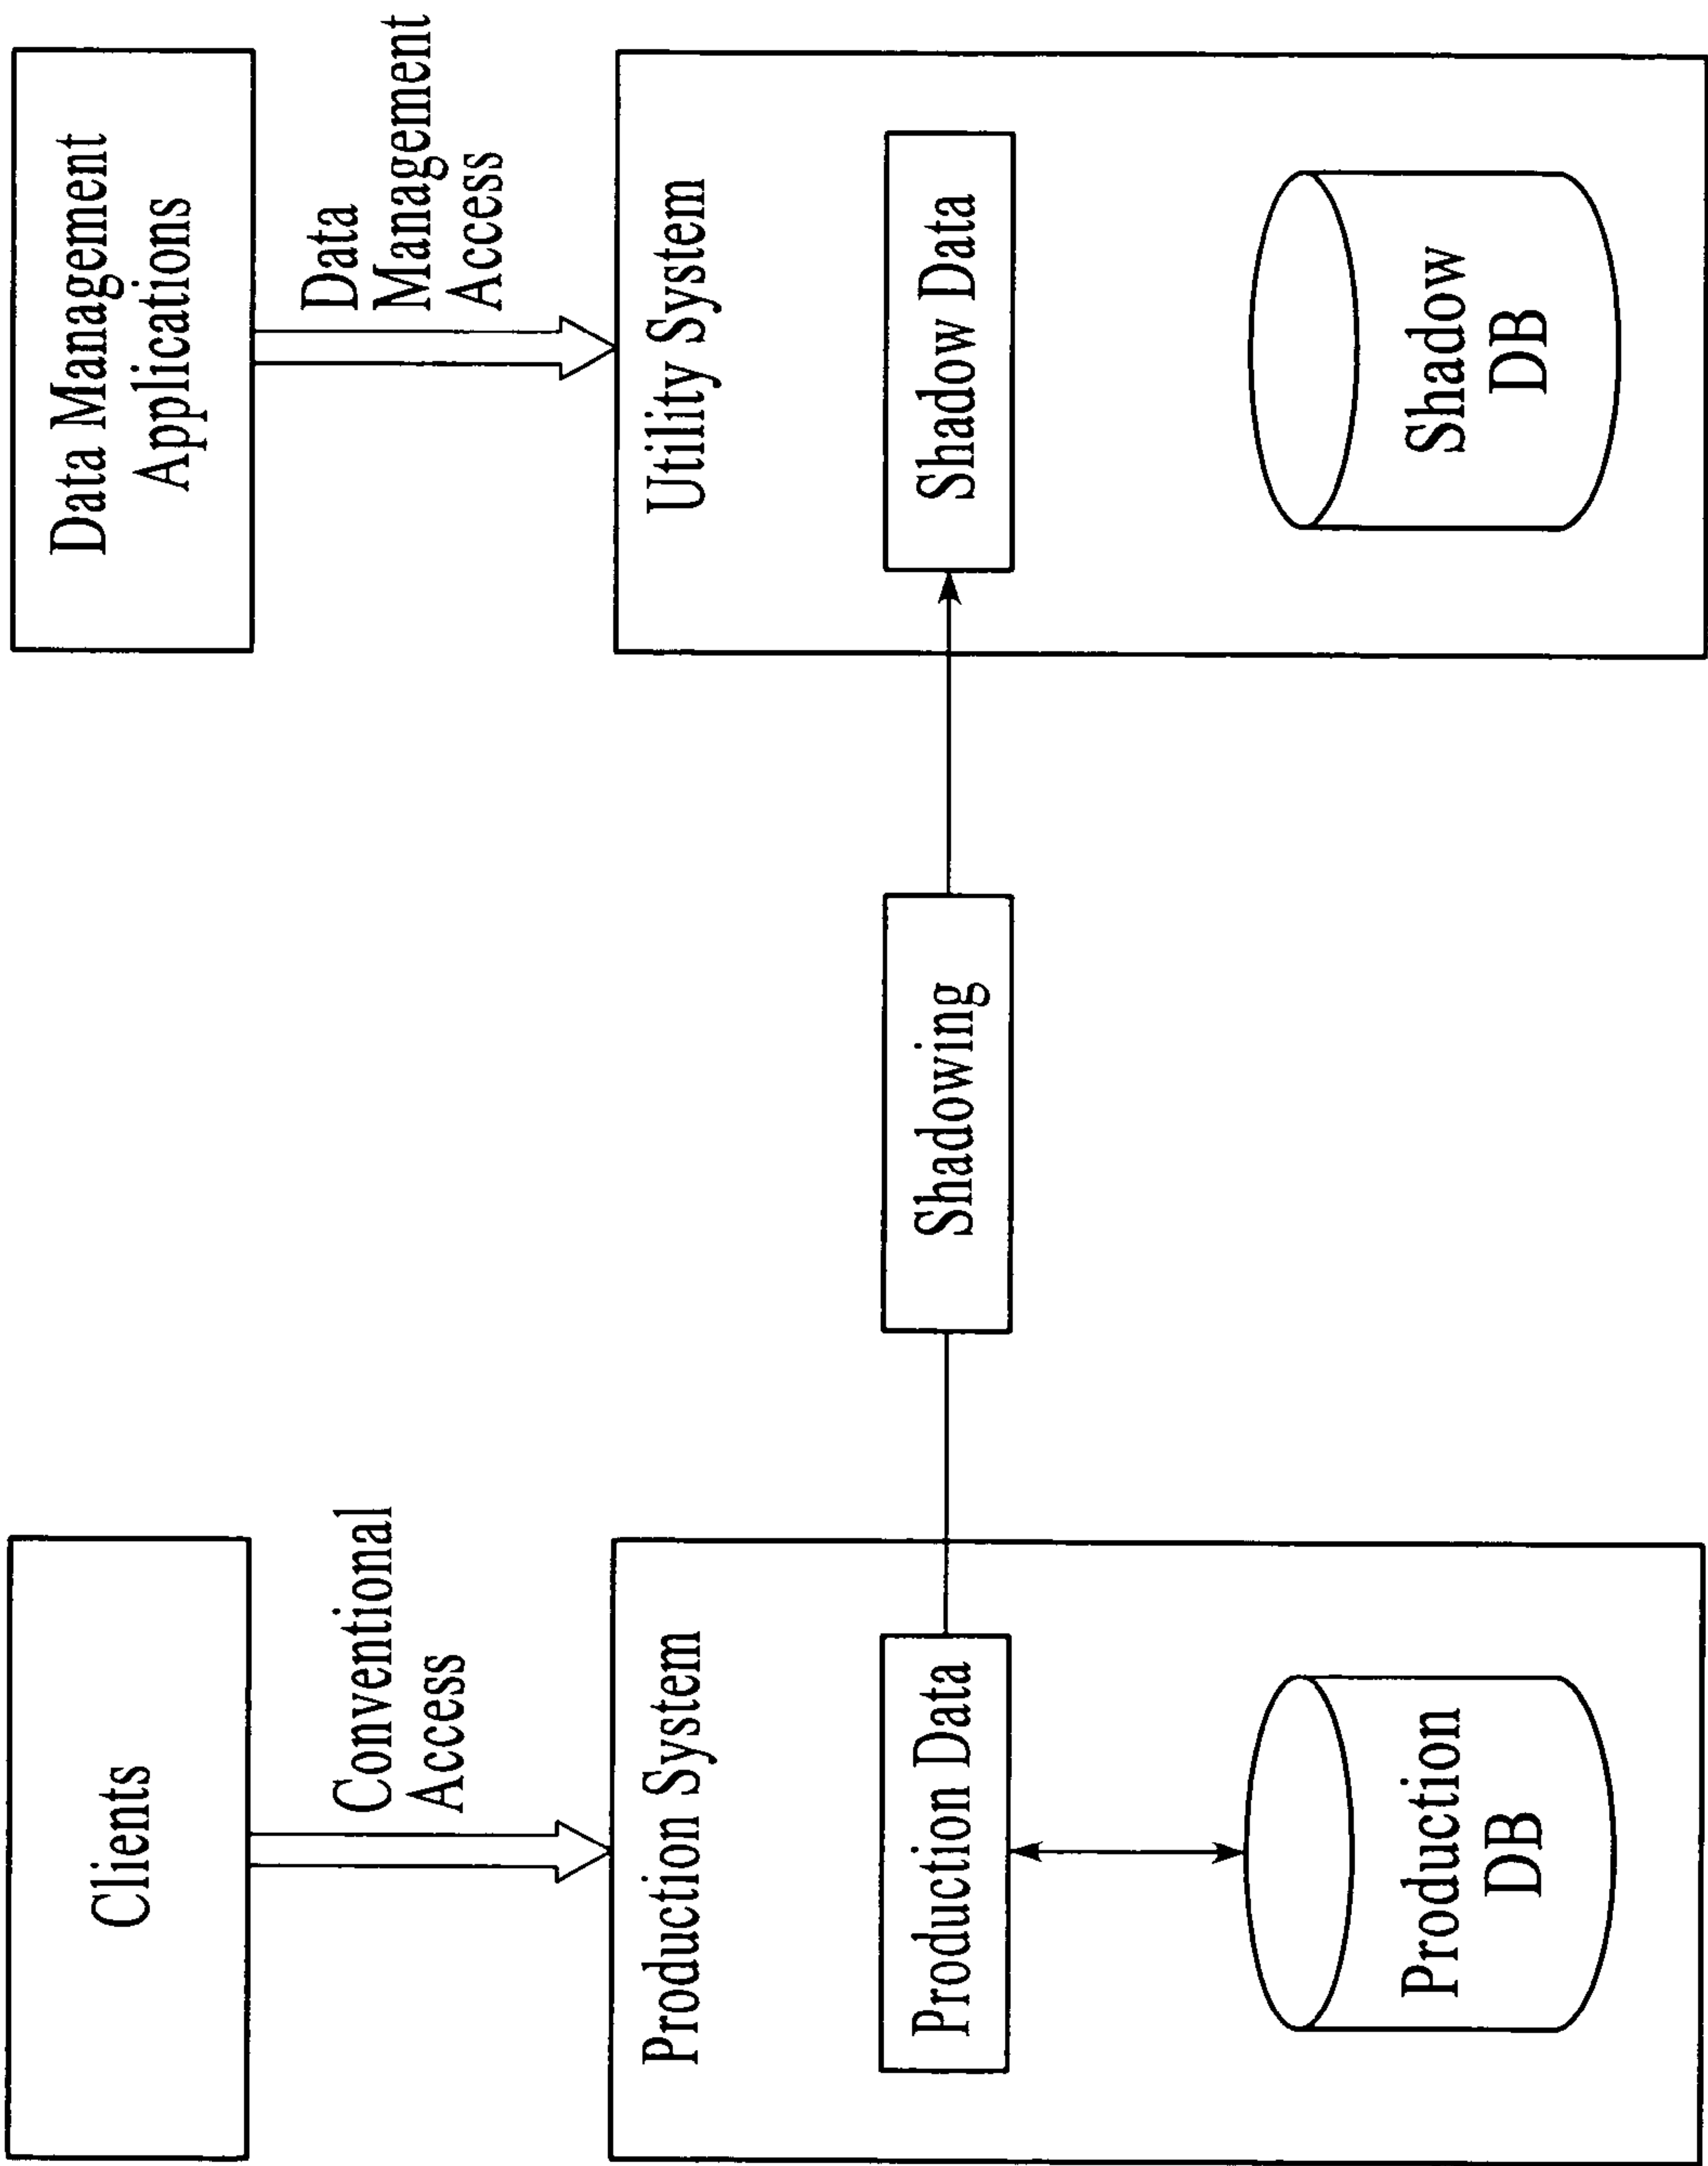 Clients
Data Management
Applications
Conventional
Access
Data
Management
Access
Production System
Utility System
Production Data
Shadowing
Shadow Data
Production
DB
Shadow
DB